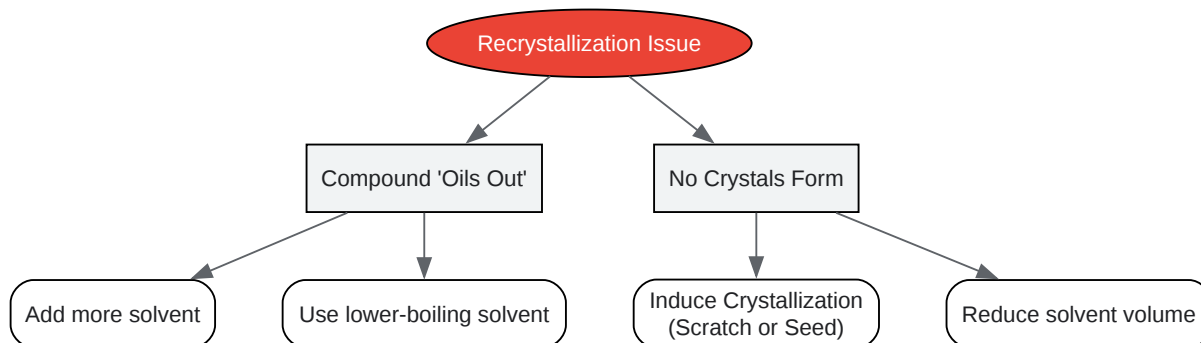 Recrystallization Issue
Compound 'Oils Out'
No Crystals Form
Add more solvent
Use lower-boiling solvent
Induce Crystallization
(Scratch or Seed)
Reduce solvent volume